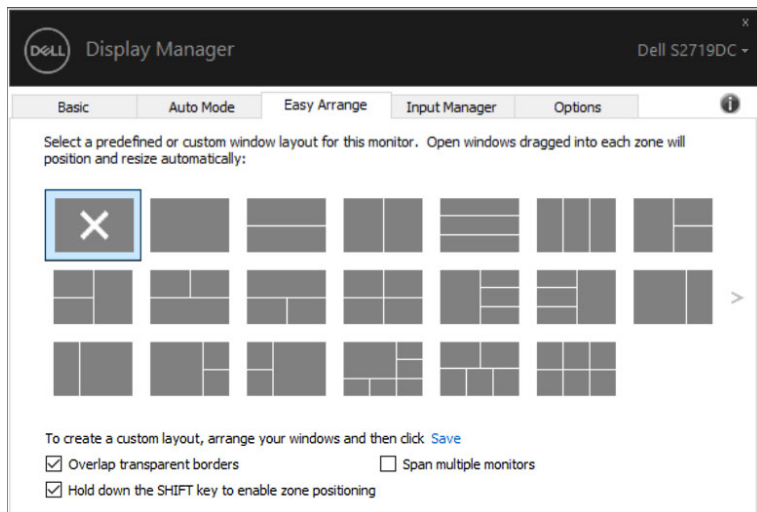 x
DELL Display Manager Dell S2719DC
Basic Auto Mode Easy Arrange Input Manager Options
Select a predefined or custom window layout for this monitor. Open windows dragged into each zone will
position and resize automatically:
To create a custom layout, arrange your windows and then click Save
Overlap transparent borders Span multiple monitors
Hold down the SHIFT key to enable zone positioning